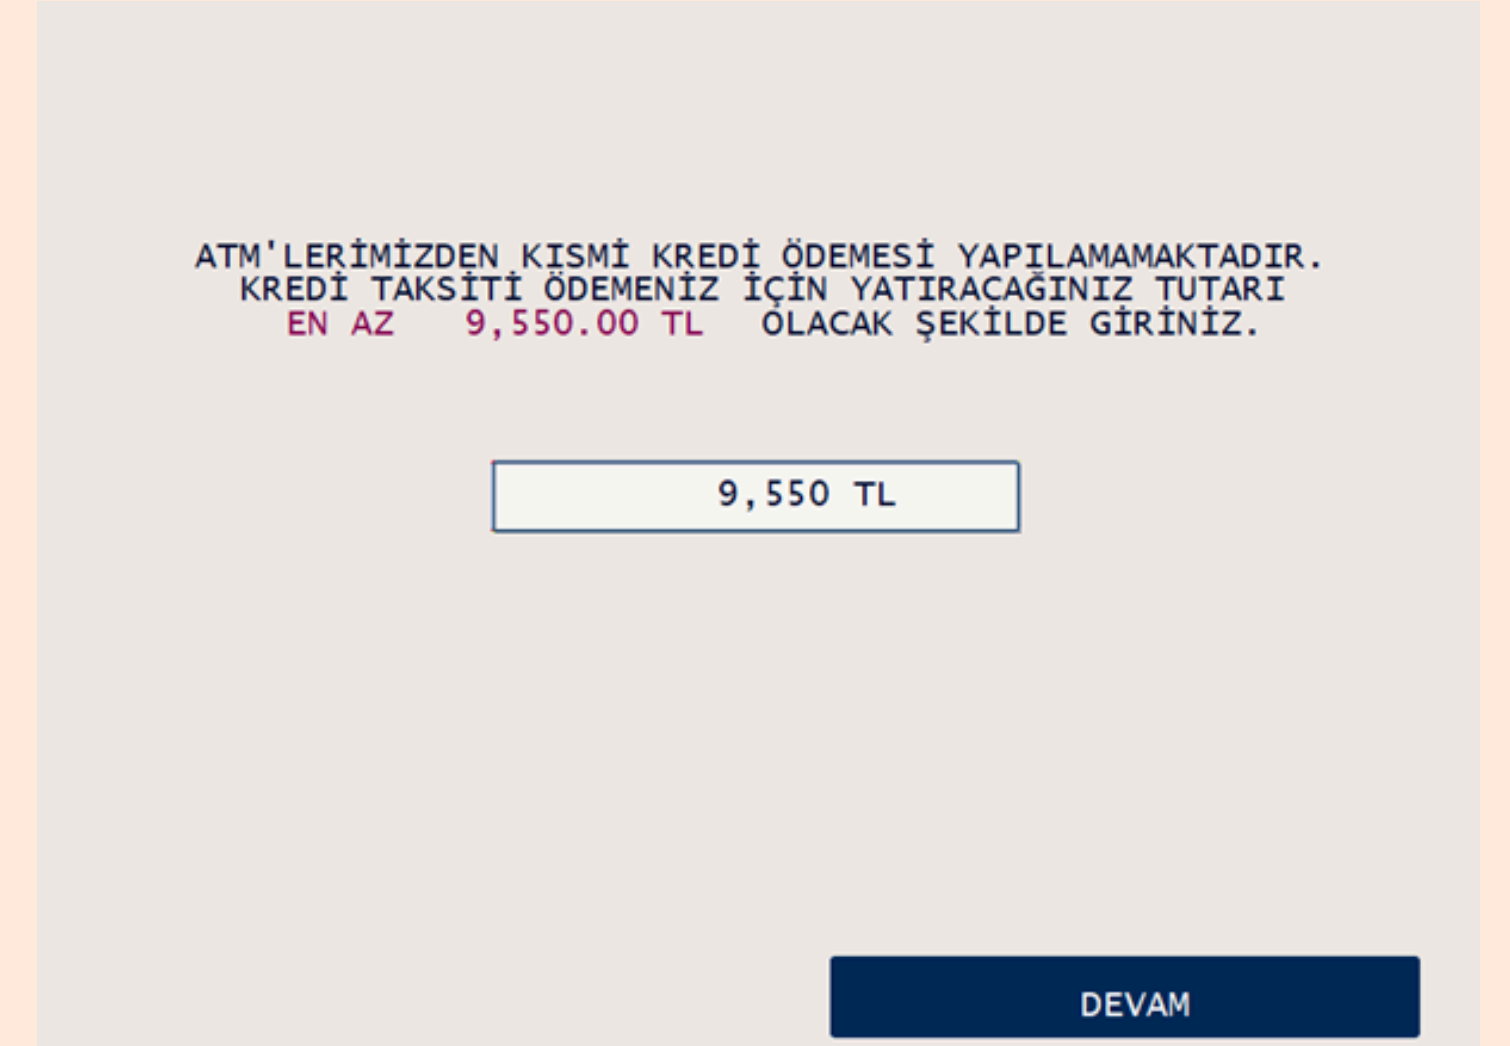 ATM'LERİMİZDEN KISMİ KREDİ ÖDEMESİ YAPILAMAMAKTADIR.
KREDİ TAKSİTİ ÖDEMENİZ İÇİN YATIRACAĞINIZ TUTARI
EN AZ 9,550.00 TL OLACAK ŞEKİLDE GİRİNİZ.
9,550 TL
DEVAM